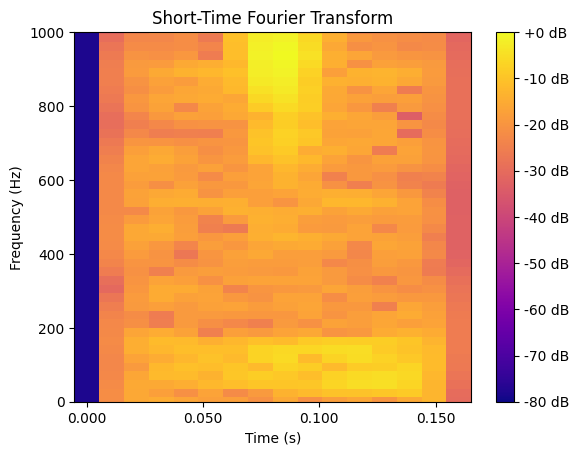 Short-Time Fourier Transform
Frequency (Hz)
1000
800
600
400
200
0
0.000
0.050
0.100
0.150
Time (s)
+0 dB
-10 dB
-20 dB
-30 dB
-40 dB
-50 dB
-60 dB
-70 dB
-80 dB